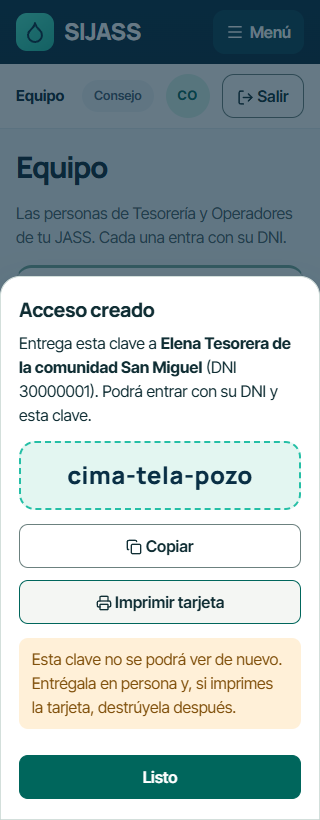 SIJASS
Menú
Equipo
Consejo
CO
Salir
Equipo
Las personas de Tesorería y Operadores
de tu JASS. Cada una entra con su DNI.
Acceso creado
Entrega esta clave a Elena Tesorera de
la comunidad San Miguel (DNI
30000001). Podrá entrar con su DNI y
esta clave.
cima-tela-pozo
Copiar
Imprimir tarjeta
Esta clave no se podrá ver de nuevo.
Entrégala en persona y, si imprimes
la tarjeta, destrúyela después.
Listo